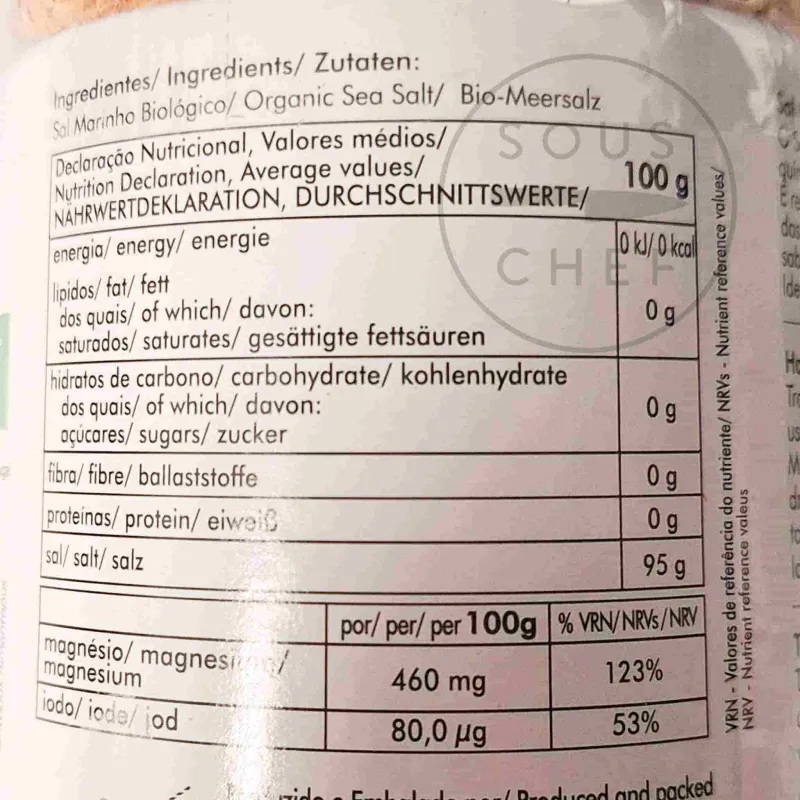 Ingredientes/ Ingredients/ Zutaten:
Sal Marinho Biológico/ Organic Sea Salt/ Bio-Meersalz
Declaração Nutricional, Valores médios/
Nutrition Declaration, Average values/
NÄHRWERTDEKLARATION, DURCHSCHNITTSWERTE/ 100 g
energia/ energy/ energie 0 kJ/ 0 kcal
lipidos/ fat/ fett
dos quais/ of which/ davon: 0 g
saturados/ saturates/ gesättigte fettsäuren
hidratos de carbono/ carbohydrate/ kohlenhydrate
dos quais/ of which/ davon: 0 g
açúcares/ sugars/ zucker
fibra/ fibre/ ballaststoffe 0 g
proteínas/ protein/ eiweiß 0 g
sal/ salt/ salz 95 g
por/ per/ per 100g % VRN/ NRVs/ NRV
magnésio/
magnesium 460 mg 123%
iodo/ iode/ jod 80,0 µg 53%
VRN - Valores de referência do nutriente/ NRVs - Nutrient reference values/
NRV - Nutrient reference valeus
Produced and packed
SOUS
CHEF